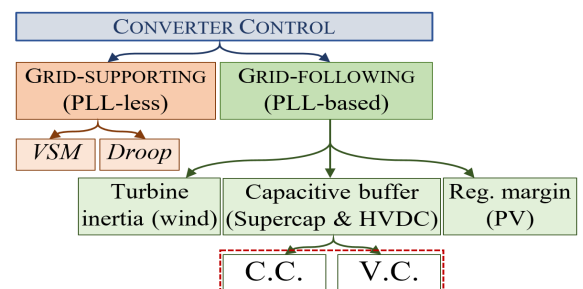 CONVERTER CONTROL
GRID-SUPPORTING
(PLL-less)
GRID-FOLLOWING
(PLL-based)
VSM
Droop
Turbine
inertia (wind)
Capacitive buffer
(Supercap & HVDC)
Reg. margin
(PV)
C.C.
V.C.